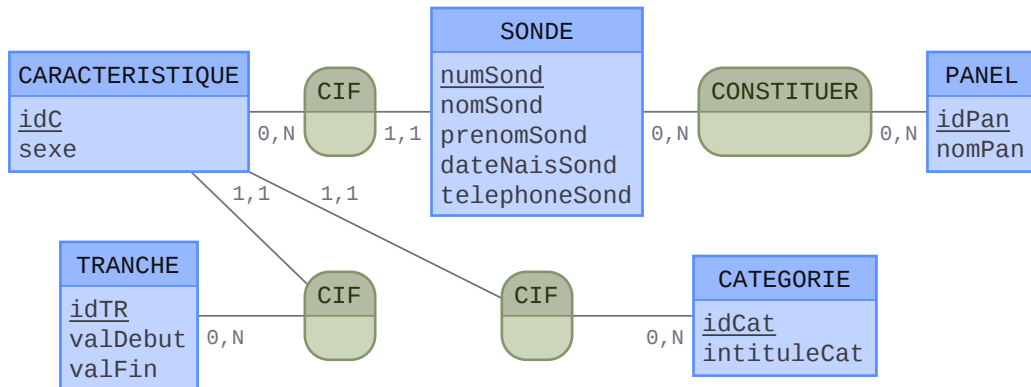 CARACTERISTIQUE
idC
sexe
CIF
0,N
1,1
SONDE
numSond
nomSond
prenomSond
dateNaisSond
telephoneSond
CONSTITUER
0,N
0,N
PANEL
idPan
nomPan
1,1
1,1
TRANCHE
idTR
valDebut
valFin
0,N
CIF
CIF
0,N
CATEGORIE
idCat
intituleCat